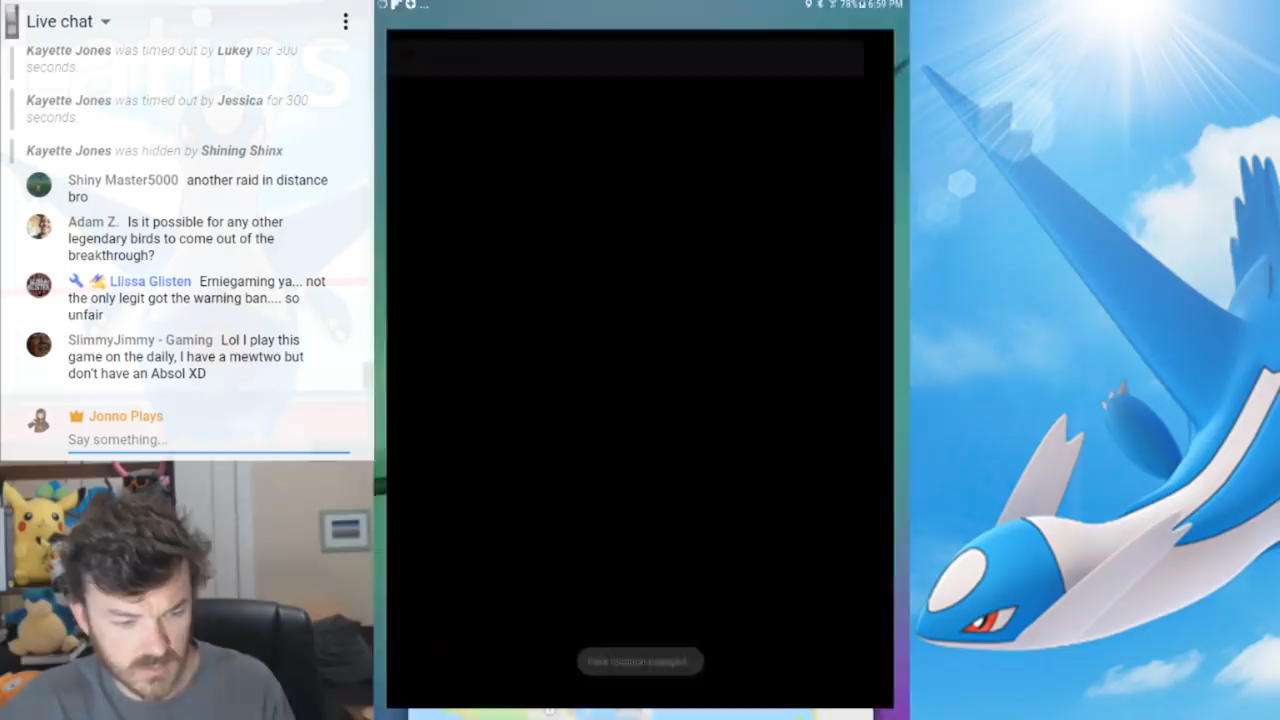 Live chat
Kayette Jones was timed out by Lukey for 300
seconds.
Kayette Jones was timed out by Jessica for 300
seconds.
Kayette Jones was hidden by Shining Shinx.
Shiny Master5000 another raid in distance
bro
Adam Z. Is it possible for any other
legendary birds to come out of the
breakthrough?
Llissa Glisten Erniegaming ya... not
the only legit got the warning ban.... so
unfair
SlimmyJimmy - Gaming Lol I play this
game on the daily, I have a mewtwo but
don't have an Absol XD
Jonno Plays
Say something...
... 78% 6:59 PM